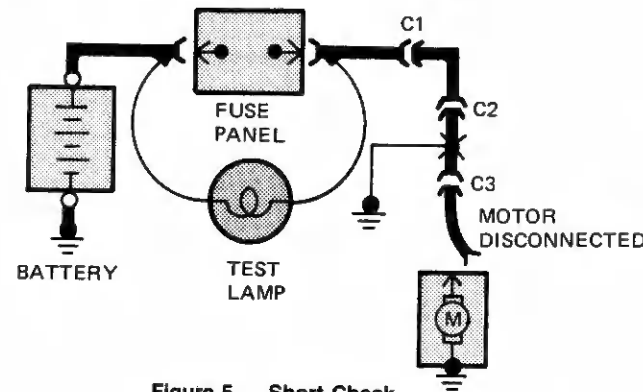 C1
FUSE
PANEL
C2
C3
MOTOR
DISCONNECTED
BATTERY
TEST
LAMP
M
Figure 5 — Short Check